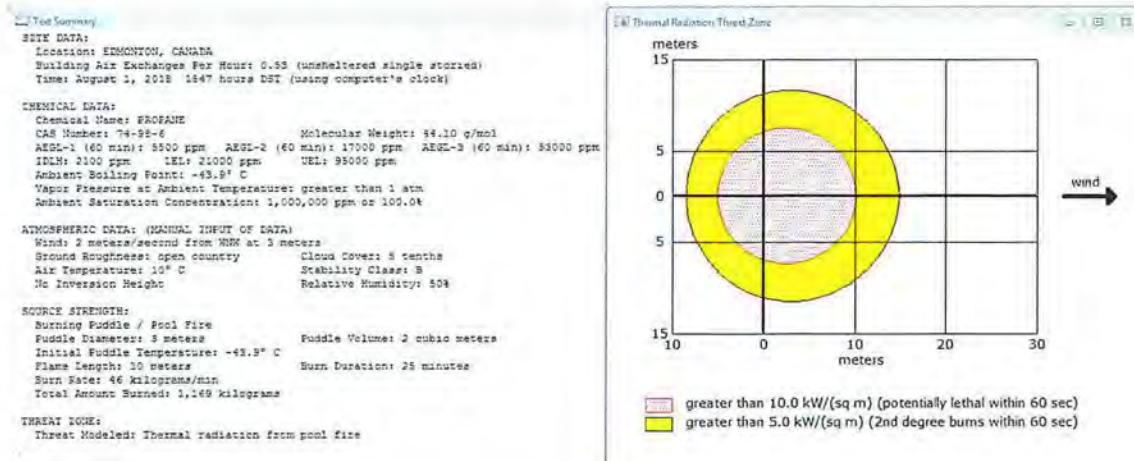 Text Summary
SITE DATA:
Location: EDMONTON, CANADA
Building Air Exchanges Per Hour: 0.53 (unsheltered single storied)
Time: August 1, 2018 1647 hours DST (using computer's clock)
CHEMICAL DATA:
Chemical Name: PROPANE
CAS Number: 74-98-6 Molecular Weight: 44.10 g/mol
AEGL-1 (60 min): 5500 ppm AEGL-2 (60 min): 17000 ppm AEGL-3 (60 min): 33000 ppm
IDLH: 2100 ppm LEL: 21000 ppm UEL: 95000 ppm
Ambient Boiling Point: -43.9° C
Vapor Pressure at Ambient Temperature: greater than 1 atm
Ambient Saturation Concentration: 1,000,000 ppm or 100.0%
ATMOSPHERIC DATA: (MANUAL INPUT OF DATA)
Wind: 2 meters/second from WNW at 3 meters
Ground Roughness: open country Cloud Cover: 5 tenths
Air Temperature: 10° C Stability Class: B
No Inversion Height Relative Humidity: 50%
SOURCE STRENGTH:
Burning Puddle / Pool Fire
Puddle Diameter: 3 meters Puddle Volume: 2 cubic meters
Initial Puddle Temperature: -43.9° C
Flame Length: 10 meters Burn Duration: 25 minutes
Burn Rate: 46 kilograms/min
Total Amount Burned: 1,169 kilograms
THREAT ZONE:
Threat Modeled: Thermal radiation from pool fire
Thermal Radiation Threat Zone
meters
15
5
0
5
15
10 0 10 20 30
meters
wind
greater than 10.0 kW/(sq m) (potentially lethal within 60 sec)
greater than 5.0 kW/(sq m) (2nd degree burns within 60 sec)